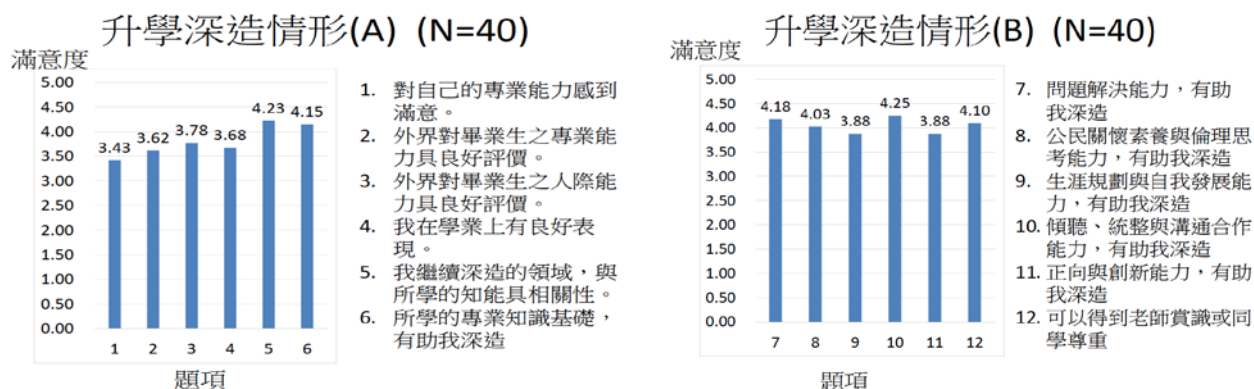 升學深造情形(A) (N=40)
滿意度
5.00
4.50
4.00
3.50
3.00
2.50
2.00
1.50
1.00
0.50
0.00
3.43
3.62
3.78
3.68
4.23
4.15
1 2 3 4 5 6
題項
1. 對自己的專業能力感到
滿意。
2. 外界對畢業生之專業能
力具良好評價。
3. 外界對畢業生之人際能
力具良好評價。
4. 我在學業上有良好表
現。
5. 我繼續深造的領域，與
所學的知能具相關性。
6. 所學的專業知識基礎，
有助我深造
升學深造情形(B) (N=40)
滿意度
5.00
4.50
4.00
3.50
3.00
2.50
2.00
1.50
1.00
0.50
0.00
4.18
4.03
3.88
4.25
3.88
4.10
7 8 9 10 11 12
題項
7. 問題解決能力，有助
我深造
8. 公民關懷素養與倫理思
考能力，有助我深造
9. 生涯規劃與自我發展能
力，有助我深造
10. 傾聽、統整與溝通合作
能力，有助我深造
11. 正向與創新能力，有助
我深造
12. 可以得到老師賞識或同
學尊重